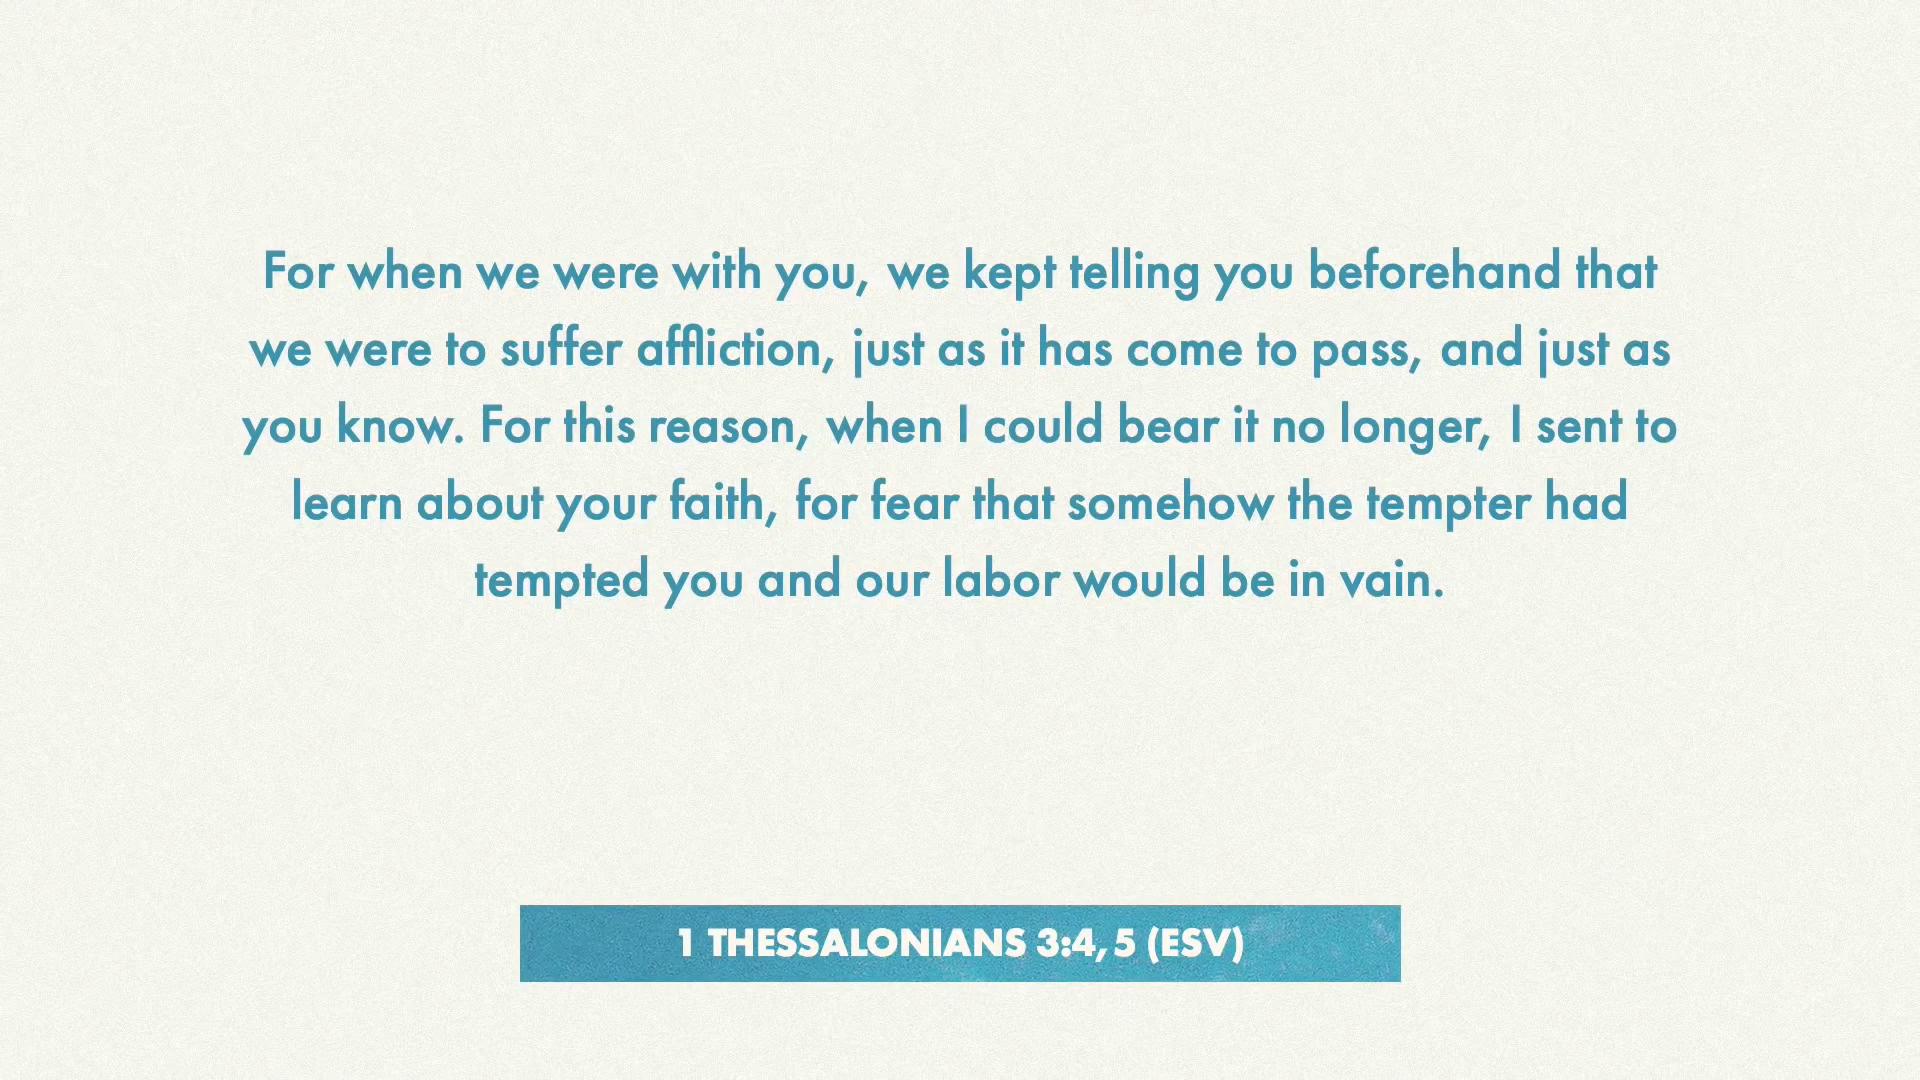 For when we were with you, we kept telling you beforehand that
we were to suffer affliction, just as it has come to pass, and just as
you know. For this reason, when I could bear it no longer, I sent to
learn about your faith, for fear that somehow the tempter had
tempted you and our labor would be in vain.
1 THESSALONIANS 3:4, 5 (ESV)